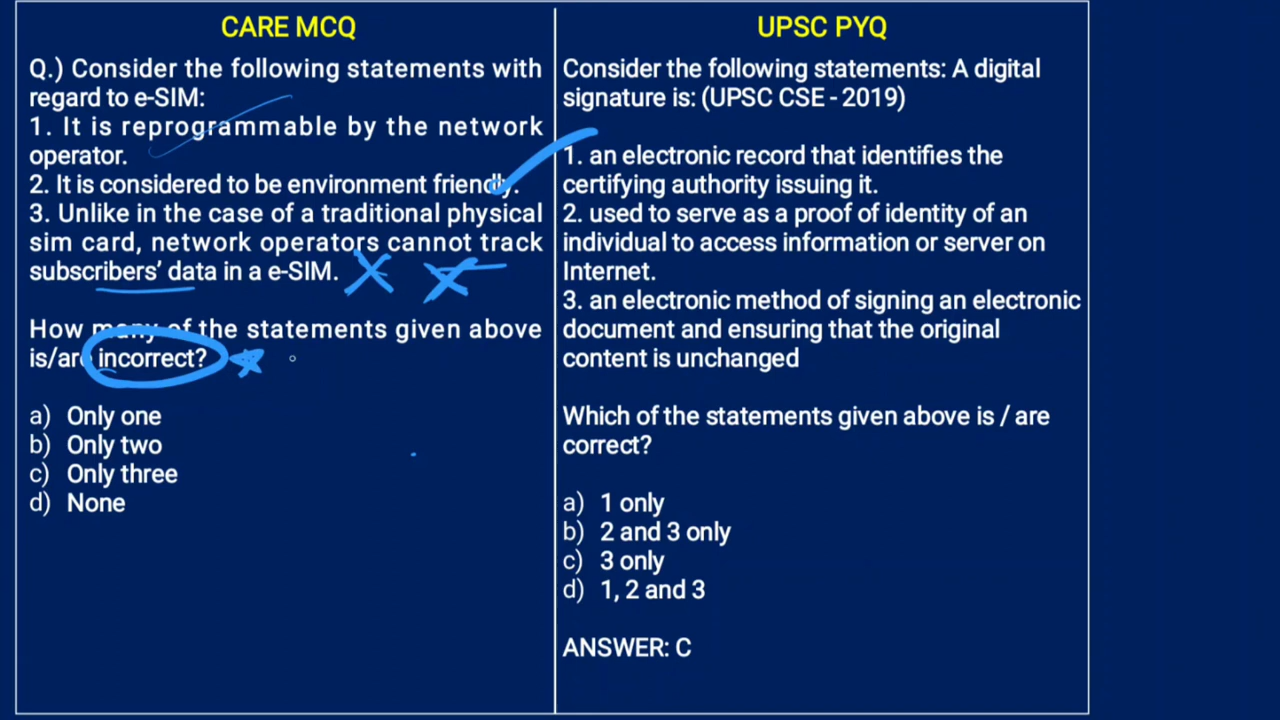 CARE MCQ
Q.) Consider the following statements with
regard to e-SIM:
1. It is reprogrammable by the network
operator.
2. It is considered to be environment friendly.
3. Unlike in the case of a traditional physical
sim card, network operators cannot track
subscribers’ data in a e-SIM.
How many of the statements given above
is/are incorrect?
a) Only one
b) Only two
c) Only three
d) None
UPSC PYQ
Consider the following statements: A digital
signature is: (UPSC CSE - 2019)
1. an electronic record that identifies the
certifying authority issuing it.
2. used to serve as a proof of identity of an
individual to access information or server on
Internet.
3. an electronic method of signing an electronic
document and ensuring that the original
content is unchanged
Which of the statements given above is / are
correct?
a) 1 only
b) 2 and 3 only
c) 3 only
d) 1, 2 and 3
ANSWER: C